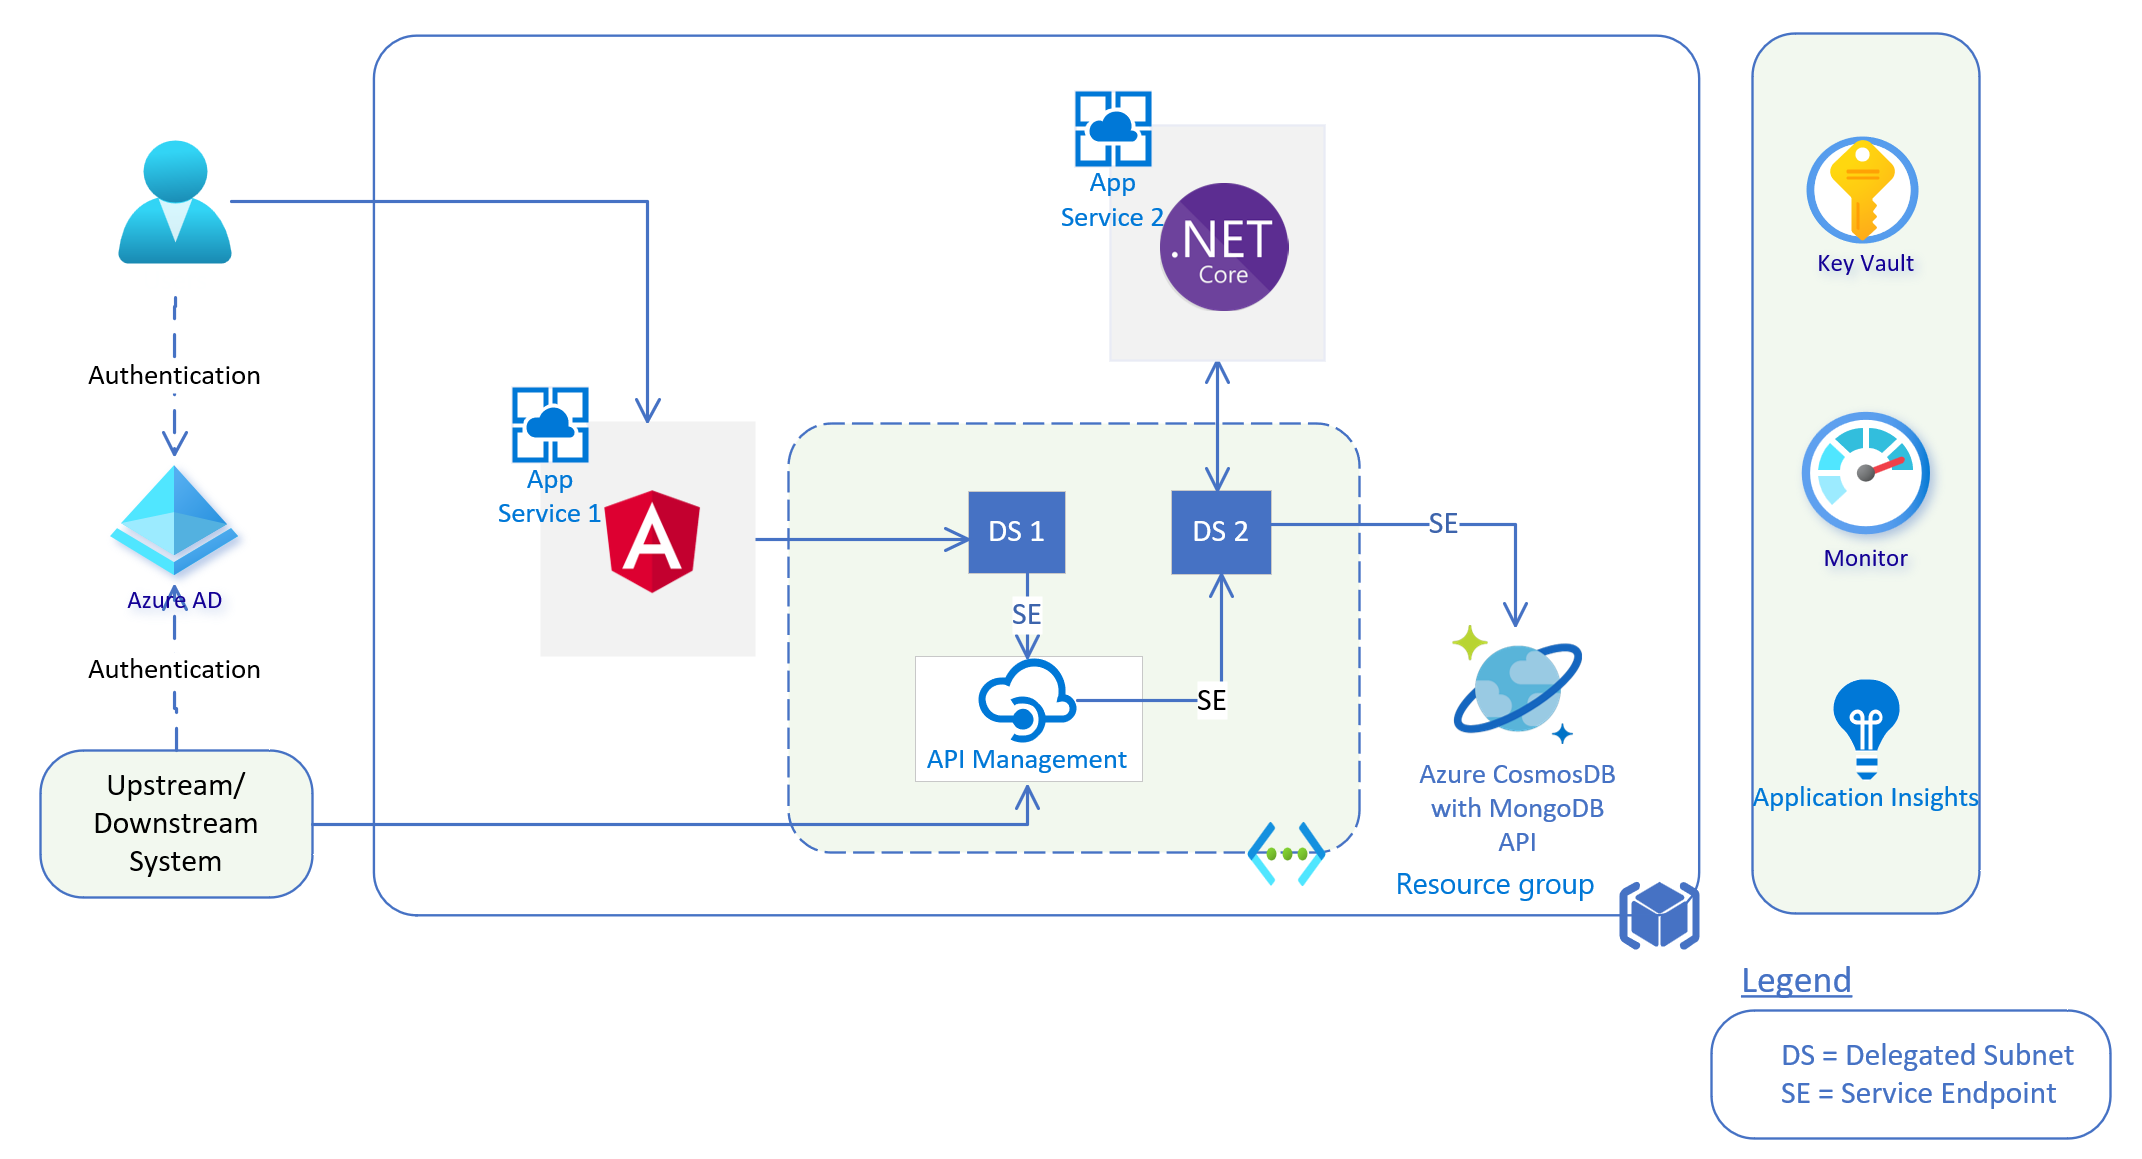 App
Service 2
.NET
Core
Key Vault
Authentication
App
Service 1
DS 1
DS 2
SE
Monitor
Azure AD
SE
Authentication
SE
API Management
Azure CosmosDB
with MongoDB
API
Application Insights
Upstream/
Downstream
System
Resource group
Legend
DS = Delegated Subnet
SE = Service Endpoint